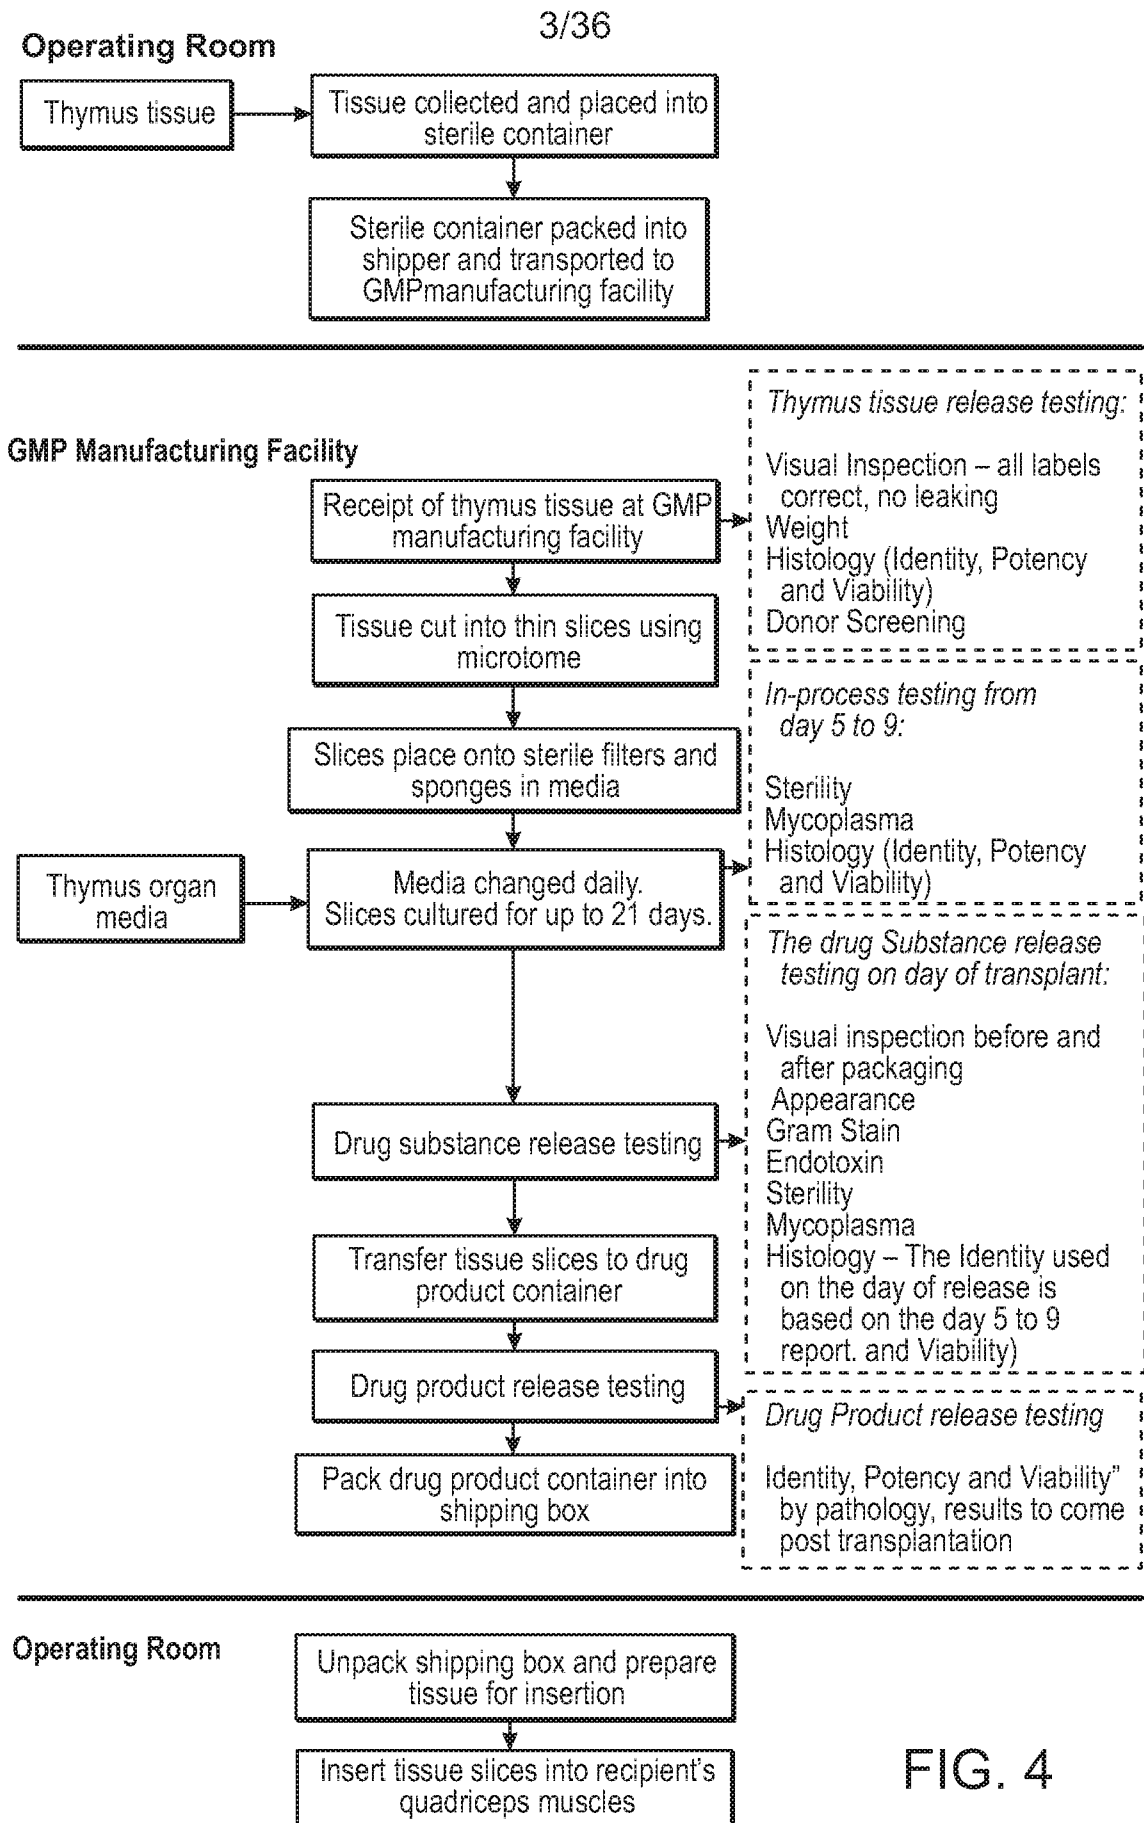 3/36
Operating Room
Thymus tissue
Tissue collected and placed into
sterile container
Sterile container packed into
shipper and transported to
GMPmanufacturing facility
GMP Manufacturing Facility
Receipt of thymus tissue at GMP
manufacturing facility
Thymus tissue release testing:
Visual Inspection – all labels
correct, no leaking
Weight
Histology (Identity, Potency
and Viability)
Donor Screening
Tissue cut into thin slices using
microtome
Slices place onto sterile filters and
sponges in media
Thymus organ
media
Media changed daily.
Slices cultured for up to 21 days.
In-process testing from
day 5 to 9:
Sterility
Mycoplasma
Histology (Identity, Potency
and Viability)
Drug substance release testing
The drug Substance release
testing on day of transplant:
Visual inspection before and
after packaging
Appearance
Gram Stain
Endotoxin
Sterility
Mycoplasma
Histology – The Identity used
on the day of release is
based on the day 5 to 9
report. and Viability)
Transfer tissue slices to drug
product container
Drug product release testing
Drug Product release testing
Identity, Potency and Viability”
by pathology, results to come
post transplantation
Pack drug product container into
shipping box
Operating Room
Unpack shipping box and prepare
tissue for insertion
Insert tissue slices into recipient’s
quadriceps muscles
FIG. 4